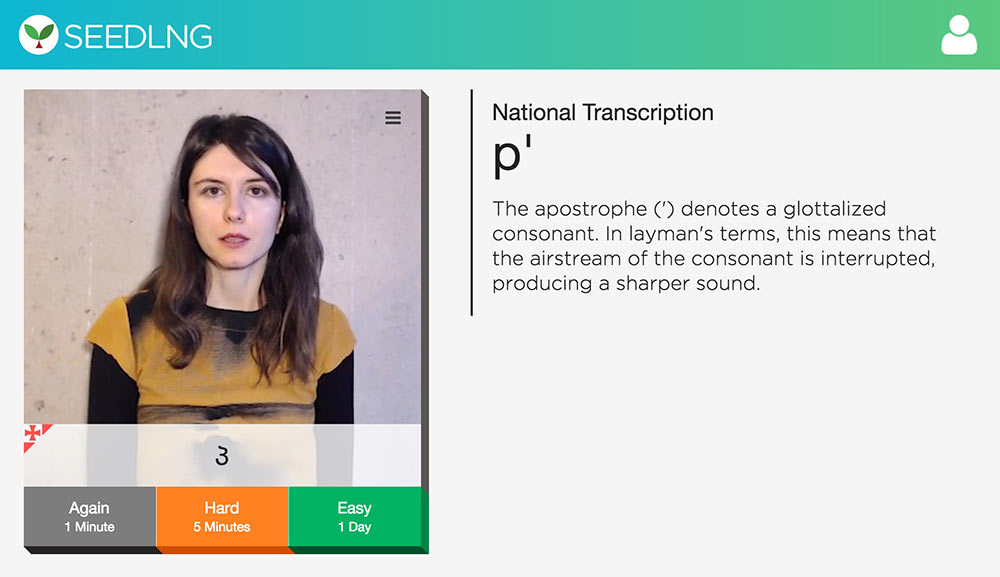 SEEDLNG
National Transcription
p'
The apostrophe (') denotes a glottalized
consonant. In layman's terms, this means that
the airstream of the consonant is interrupted,
producing a sharper sound.
პ
Again
1 Minute
Hard
5 Minutes
Easy
1 Day